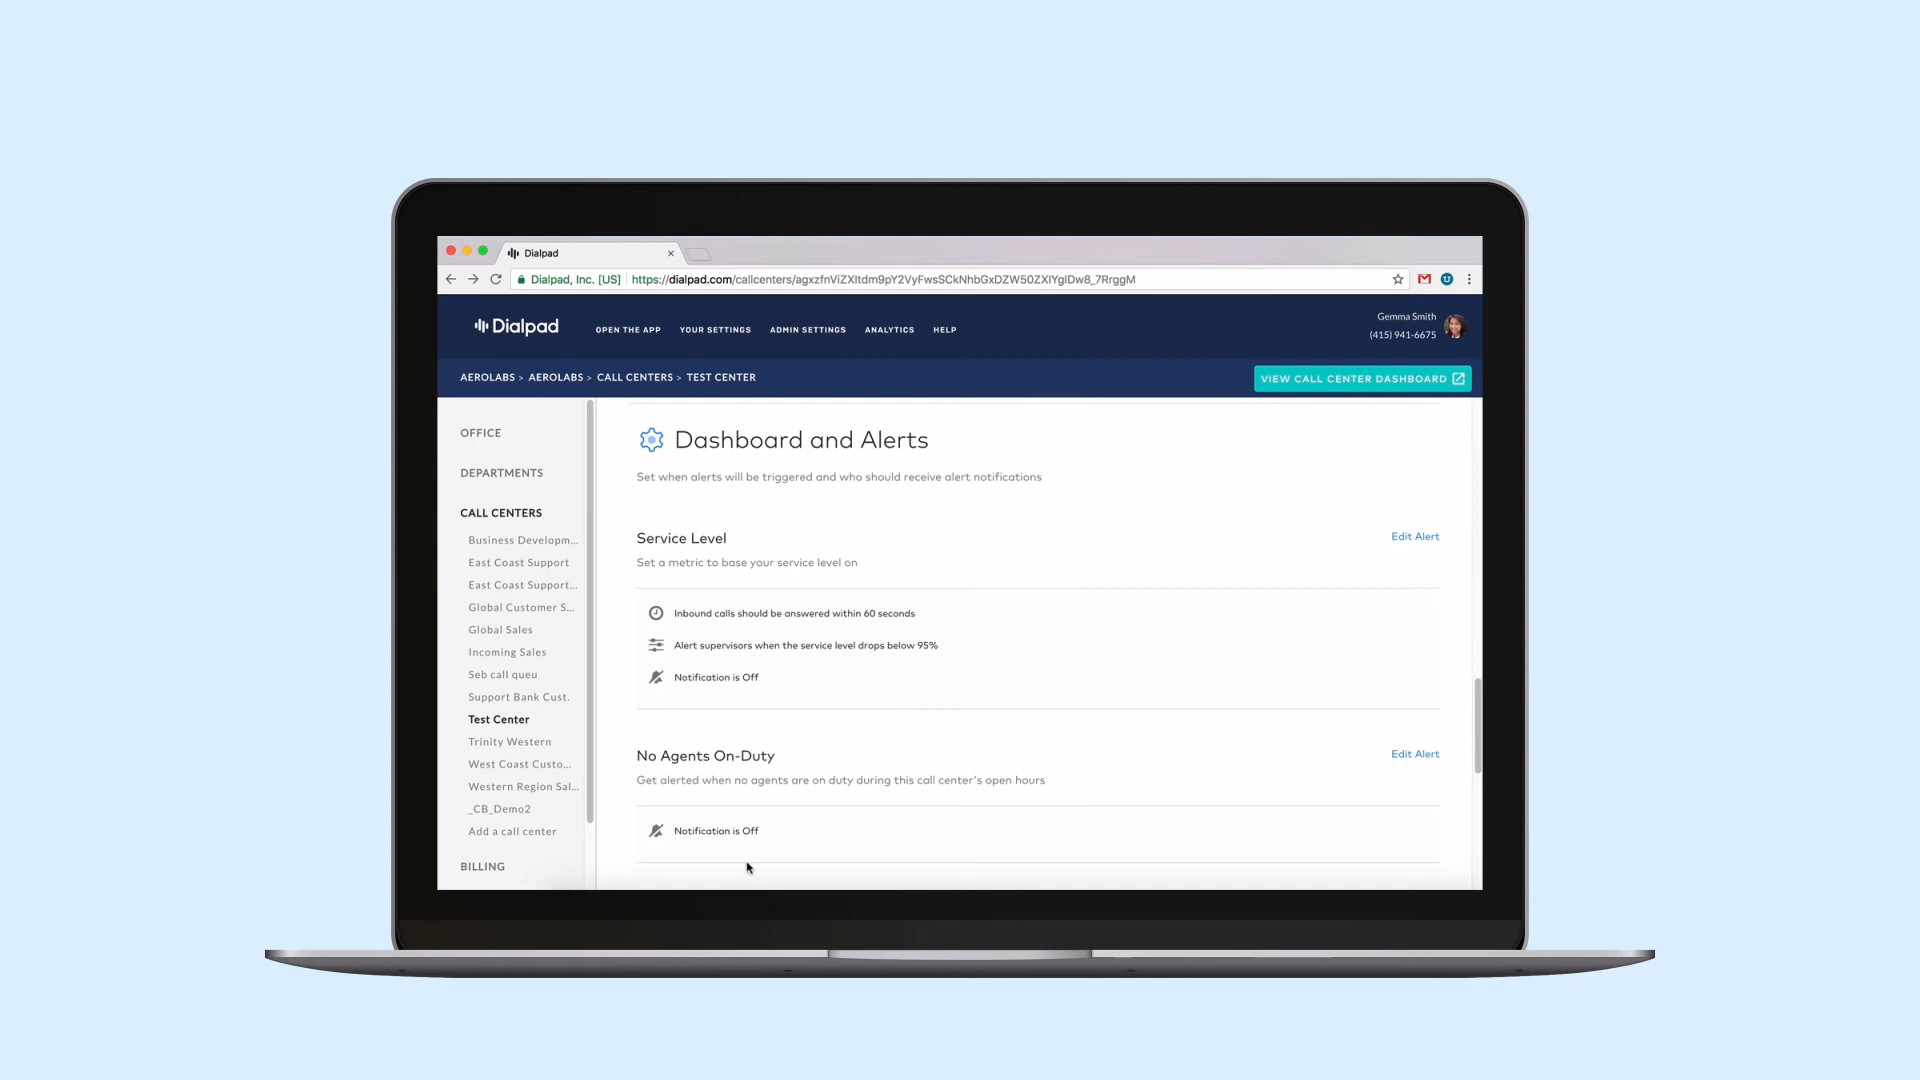 Dialpad
Dialpad, Inc. [US] https://dialpad.com/callcenters/agxzfnViZXItdm9pY2VyFwsSCkNhbGxDZW50ZXIYgIDw8_7RrggM
Dialpad
OPEN THE APP YOUR SETTINGS ADMIN SETTINGS ANALYTICS HELP
Gemma Smith
(415) 941-6675
AEROLABS > AEROLABS > CALL CENTERS > TEST CENTER
VIEW CALL CENTER DASHBOARD
OFFICE
DEPARTMENTS
CALL CENTERS
Business Developm...
East Coast Support
East Coast Support...
Global Customer S...
Global Sales
Incoming Sales
Seb call queu
Support Bank Cust.
Test Center
Trinity Western
West Coast Custo...
Western Region Sal...
_CB_Demo2
Add a call center
BILLING
Dashboard and Alerts
Set when alerts will be triggered and who should receive alert notifications
Service Level
Edit Alert
Set a metric to base your service level on
Inbound calls should be answered within 60 seconds
Alert supervisors when the service level drops below 95%
Notification is Off
No Agents On-Duty
Edit Alert
Get alerted when no agents are on duty during this call center's open hours
Notification is Off